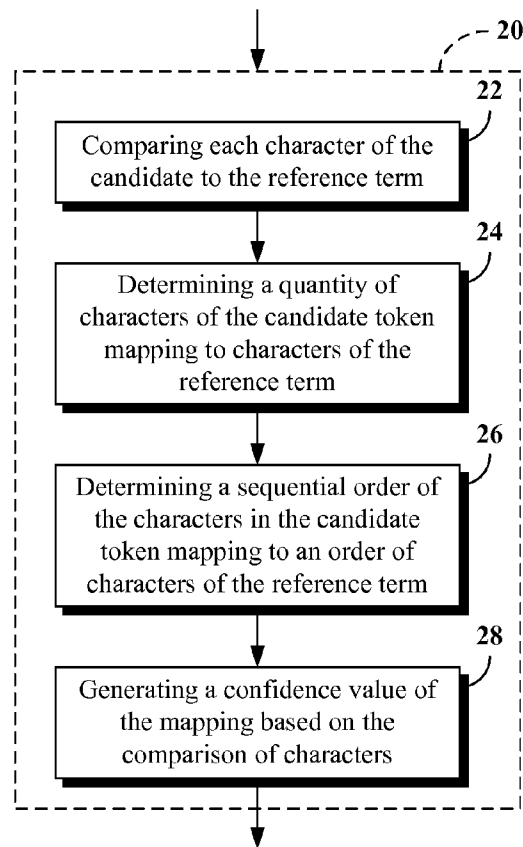 20
22
Comparing each character of the
candidate to the reference term
24
Determining a quantity of
characters of the candidate token
mapping to characters of the
reference term
26
Determining a sequential order of
the characters in the candidate
token mapping to an order of
characters of the reference term
28
Generating a confidence value of
the mapping based on the
comparison of characters